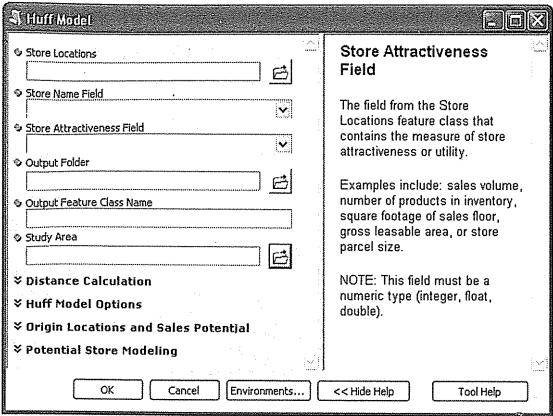 Huff Model
Store Locations
Store Name Field
Store Attractiveness Field
Output Folder
Output Feature Class Name
Study Area
Distance Calculation
Huff Model Options
Origin Locations and Sales Potential
Potential Store Modeling
Store Attractiveness
Field
The field from the Store
Locations feature class that
contains the measure of store
attractiveness or utility.
Examples include: sales volume,
number of products in inventory,
square footage of sales floor,
gross leasable area, or store
parcel size.
NOTE: This field must be a
numeric type (integer, float,
double).
OK
Cancel
Environments...
<< Hide Help
Tool Help